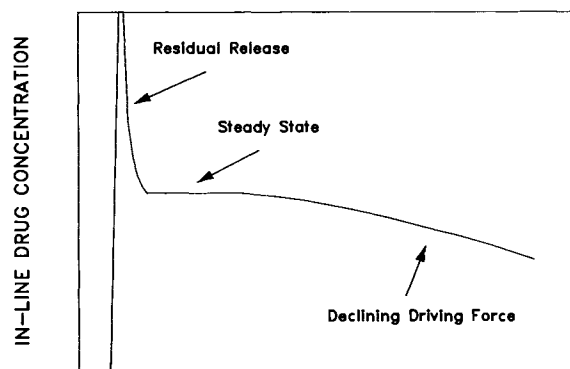 IN-LINE DRUG CONCENTRATION
Residual Release
Steady State
Declining Driving Force